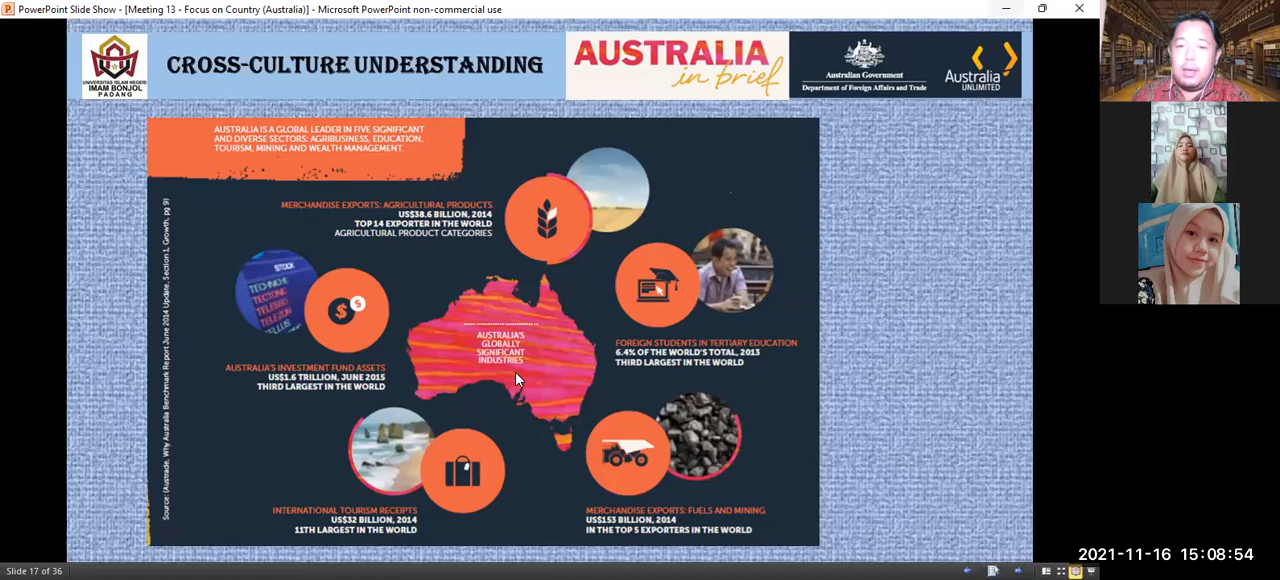 PowerPoint Slide Show - [Meeting 13 - Focus on Country (Australia)] - Microsoft PowerPoint non-commercial use
UNIVERSITAS ISLAM NEGERI
IMAM BONJOL
PADANG
CROSS-CULTURE UNDERSTANDING
AUSTRALIA
in brief
Australian Government
Department of Foreign Affairs and Trade
Australia
UNLIMITED
AUSTRALIA IS A GLOBAL LEADER IN FIVE SIGNIFICANT
AND DIVERSE SECTORS: AGRIBUSINESS, EDUCATION,
TOURISM, MINING AND WEALTH MANAGEMENT.
MERCHANDISE EXPORTS: AGRICULTURAL PRODUCTS
US$38.6 BILLION, 2014
TOP 14 EXPORTER IN THE WORLD
AGRICULTURAL PRODUCT CATEGORIES
STOCK
TECHNICHE
TECTONIC
TELESSO
TELEZON
TELLUS
AUSTRALIA'S
GLOBALLY
SIGNIFICANT
INDUSTRIES
FOREIGN STUDENTS IN TERTIARY EDUCATION
6.4% OF THE WORLD'S TOTAL, 2013
THIRD LARGEST IN THE WORLD
AUSTRALIA'S INVESTMENT FUND ASSETS
US$1.6 TRILLION, JUNE 2015
THIRD LARGEST IN THE WORLD
INTERNATIONAL TOURISM RECEIPTS
US$32 BILLION, 2014
11TH LARGEST IN THE WORLD
MERCHANDISE EXPORTS: FUELS AND MINING
US$153 BILLION, 2014
IN THE TOP 5 EXPORTERS IN THE WORLD
Source: (Austrade, Why Australia Benchmark Report June 2014 Update, Section 1, Growth, pg 9)
2021-11-16 15:08:54
Slide 17 of 36